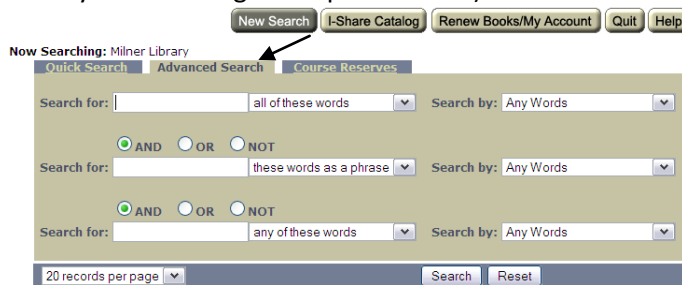 New Search I-Share Catalog Renew Books/My Account Quit Help
Now Searching: Milner Library
Quick Search Advanced Search Course Reserves
Search for: all of these words Search by: Any Words
AND OR NOT
Search for: these words as a phrase Search by: Any Words
AND OR NOT
Search for: any of these words Search by: Any Words
20 records per page Search Reset